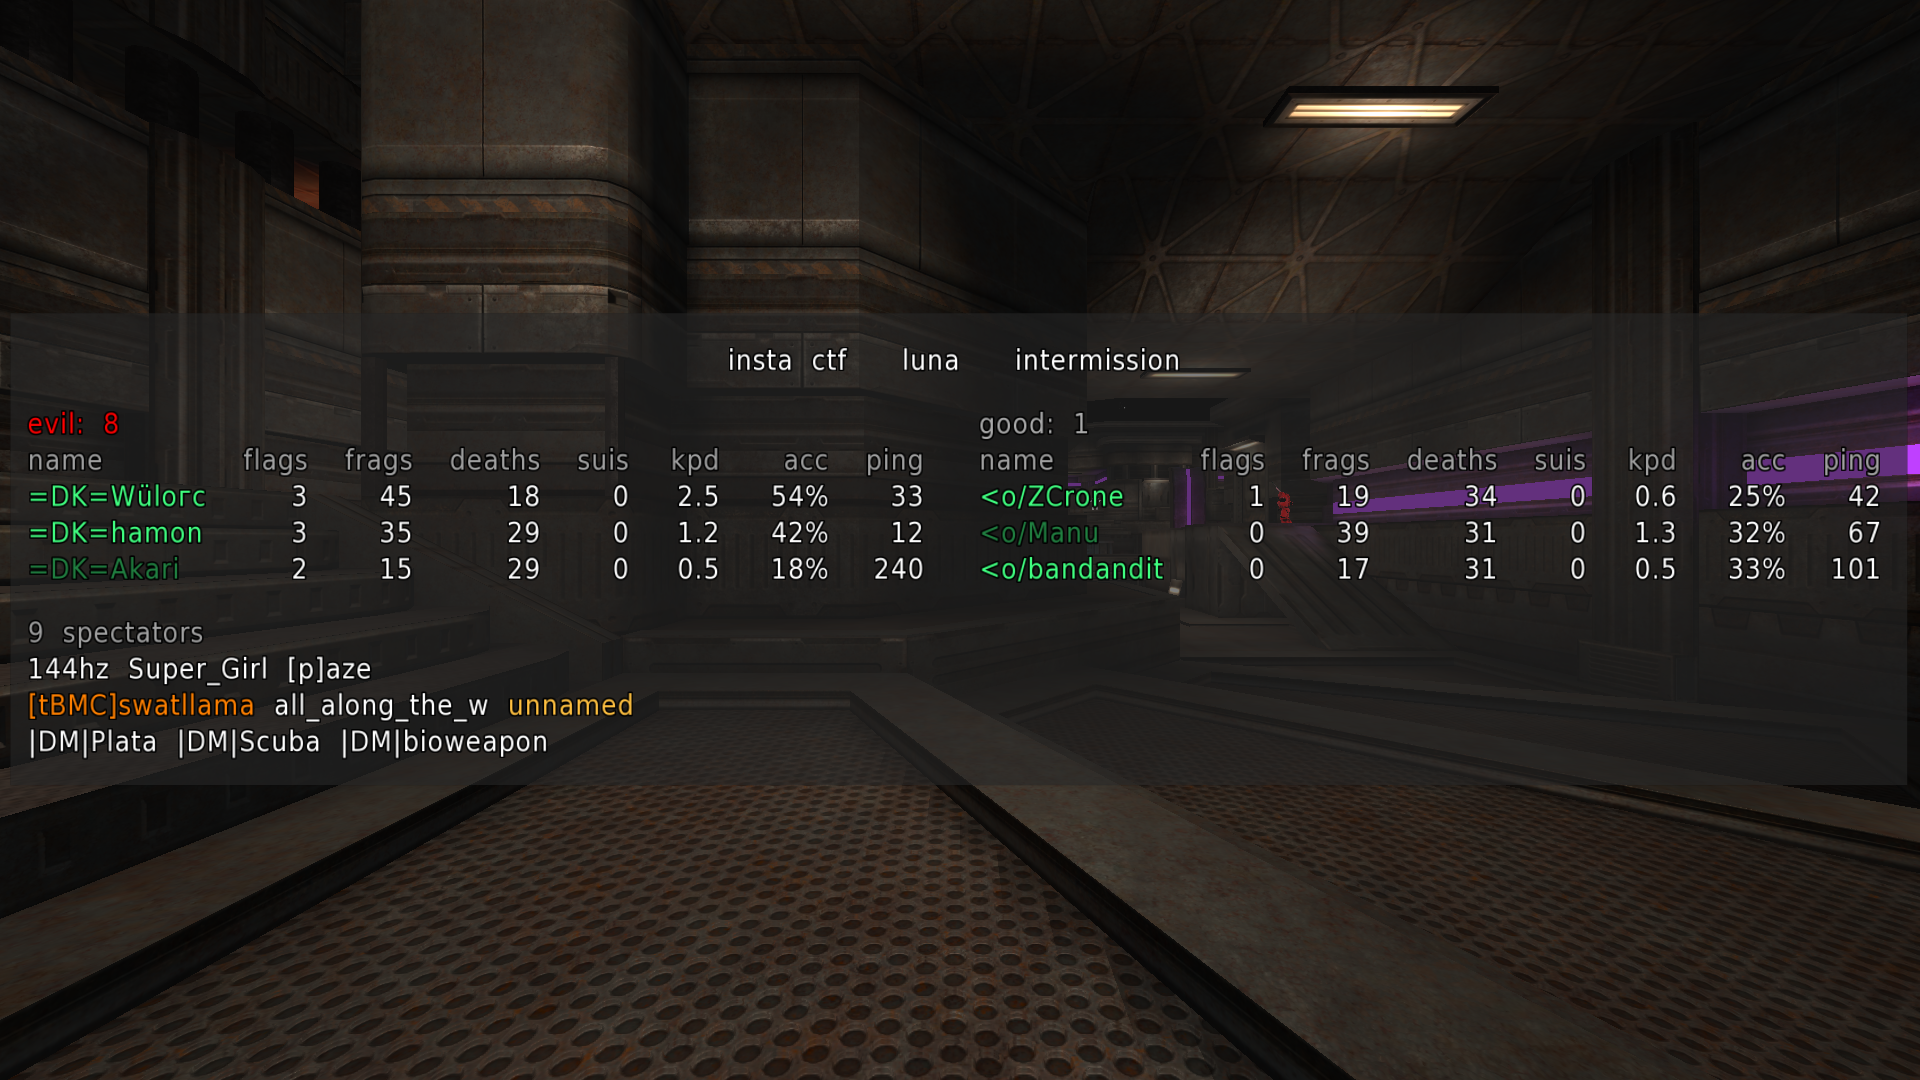 insta ctf luna intermission
evil: 8
name flags frags deaths suis kpd acc ping
=DK=Wülorc 3 45 18 0 2.5 54% 33
=DK=hamon 3 35 29 0 1.2 42% 12
=DK=Akari 2 15 29 0 0.5 18% 240
good: 1
name flags frags deaths suis kpd acc ping
<o/ZCrone 1 19 34 0 0.6 25% 42
<o/Manu 0 39 31 0 1.3 32% 67
<o/bandandit 0 17 31 0 0.5 33% 101
9 spectators
144hz Super_Girl [p]aze
[tBMC]swatllama all_along_the_w unnamed
|DM|Plata |DM|Scuba |DM|bioweapon